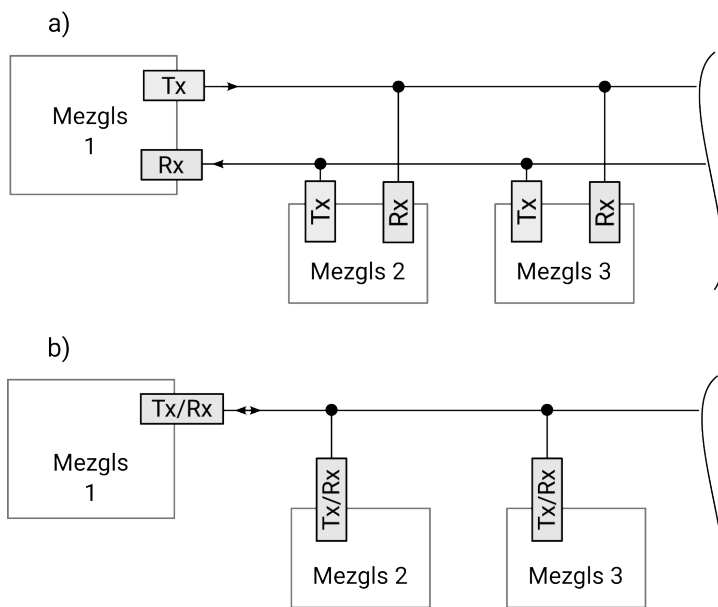 a)
Tx
Mezgls
1
Rx
Tx
Rx
Tx
Rx
Mezgls 2
Mezgls 3
b)
Tx/Rx
Mezgls
1
Tx/Rx
Tx/Rx
Mezgls 2
Mezgls 3